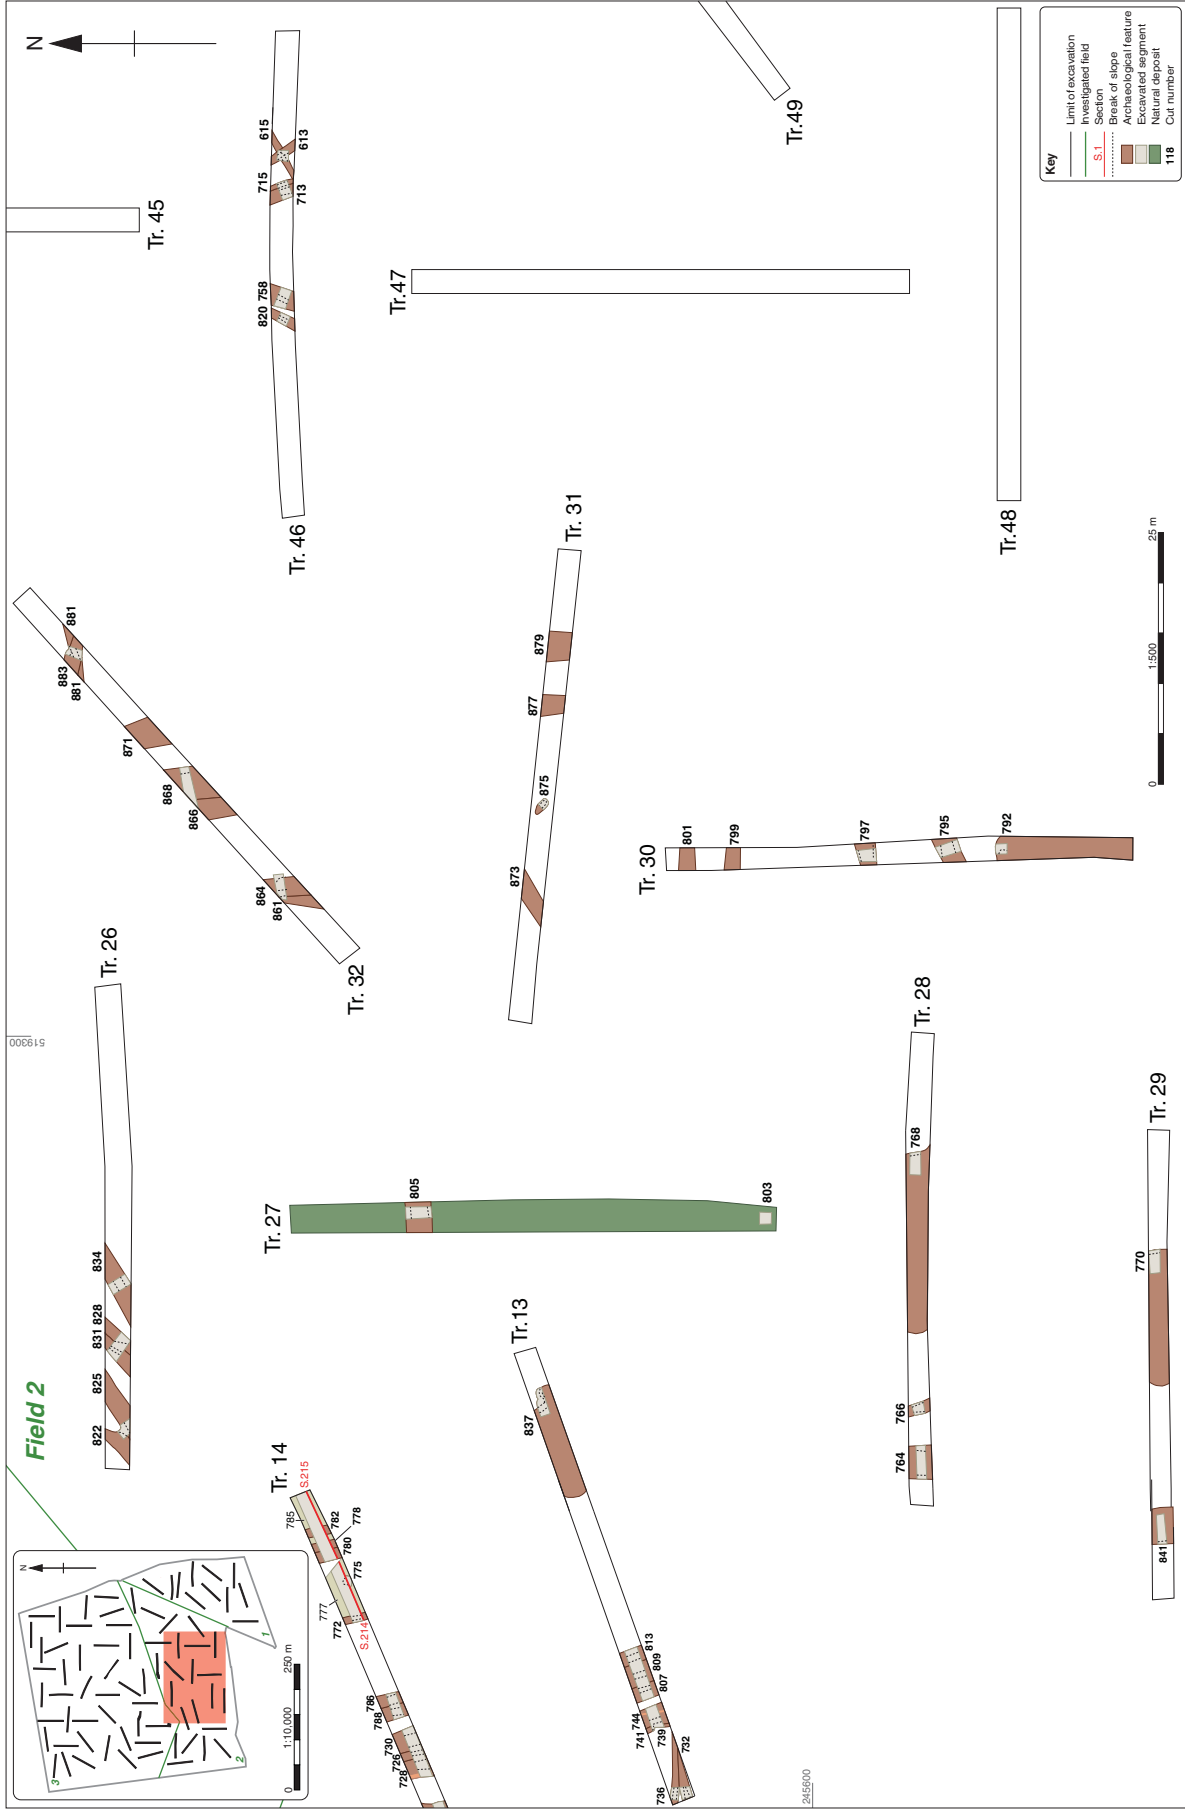 N
Tr. 45
615
613
715
713
758
820
Tr. 46
Tr.49
Key
Limit of excavation
Investigated field
S.1
Section
Break of slope
Archaeological feature
Excavated segment
Natural deposit
118
Cut number
Tr.47
Tr.48
881
883
881
871
868
866
864
861
Tr. 32
Tr. 31
879
877
875
873
Tr. 30
801
799
797
795
792
0
1:500
25 m
519300
Tr. 26
834
828
831
825
822
Field 2
Tr. 27
805
803
Tr. 28
768
766
764
Tr. 29
770
841
Tr.13
837
813
809
807
744
741
739
732
736
Tr. 14
S.215
785
782
778
780
775
777
772
S.214
786
788
730
726
728
245600
N
3
2
1
0
1:10,000
250 m